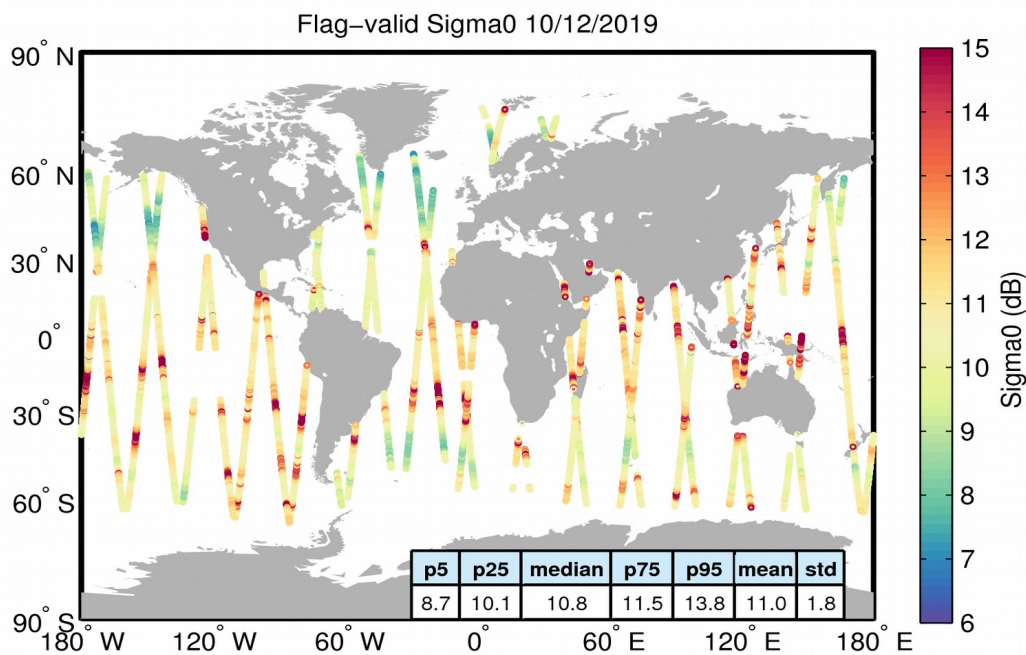 Flag−valid Sigma0 10/12/2019
90° N
60° N
30° N
0°
30° S
60° S
90° S
180° W
120° W
60° W
0°
60° E
120° E
180° E
15
14
13
12
11
10
9
8
7
6
Sigma0 (dB)
p5 p25 median p75 p95 mean std
8.7 10.1 10.8 11.5 13.8 11.0 1.8